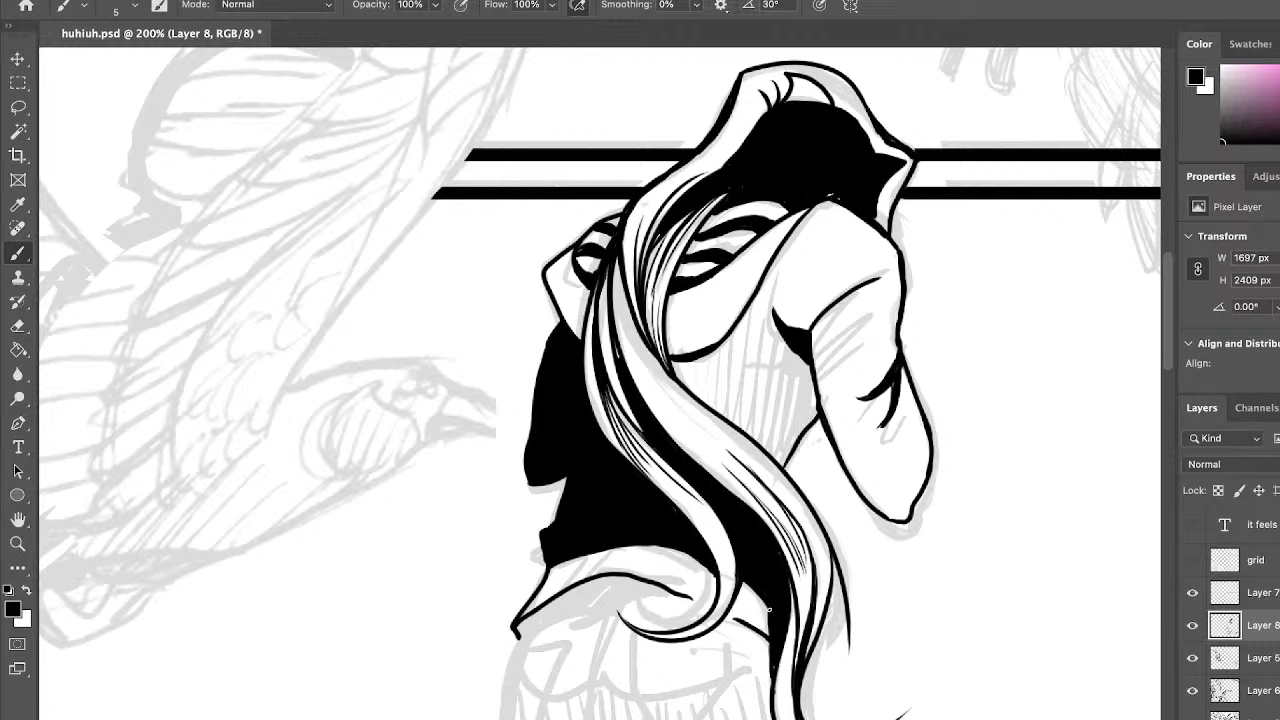 5 Mode: Normal Opacity: 100% Flow: 100% Smoothing: 0% 30°
huhiuh.psd @ 200% (Layer 8, RGB/8) *
Color Swatches
Properties Adjus
Pixel Layer
Transform
W 1697 px
H 2409 px
0.00°
Align and Distrib
Align:
Layers Channels
Kind
Normal
Lock:
it feels
grid
Layer 7
Layer 8
Layer 5
Layer 6